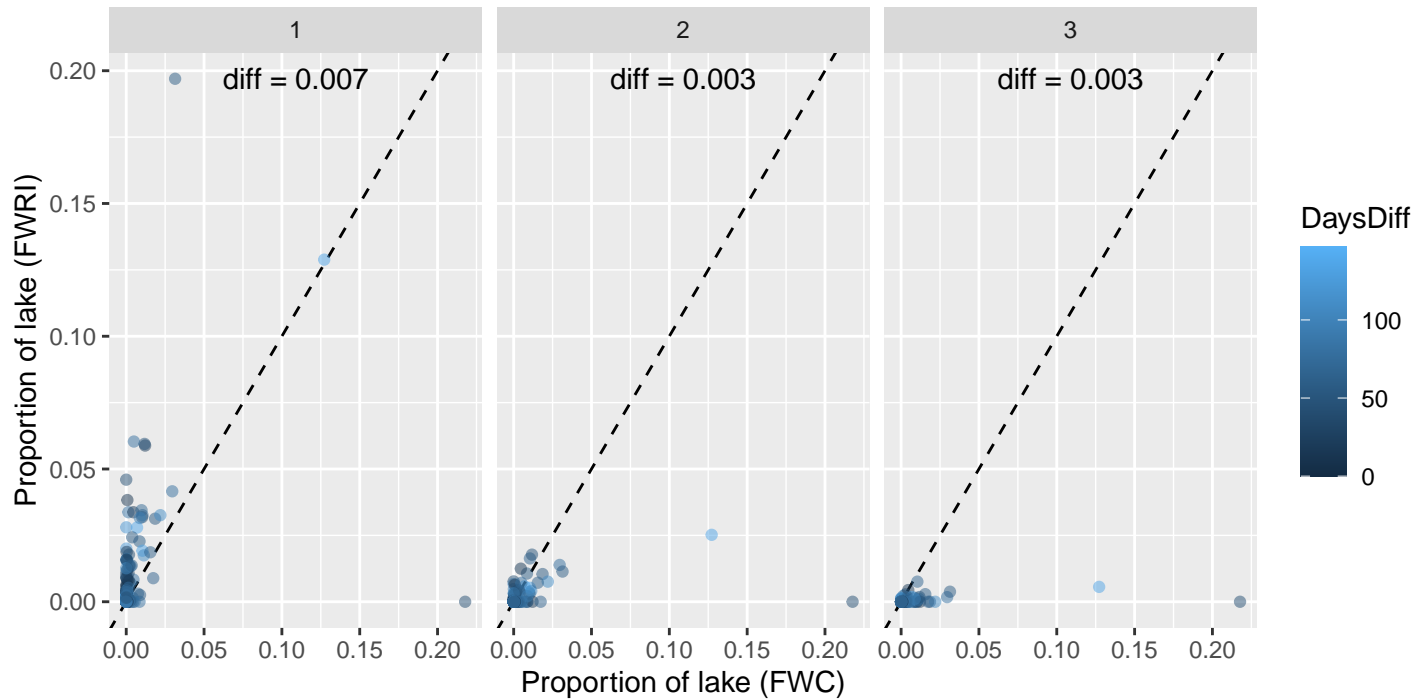 1 2 3
diff = 0.007 diff = 0.003 diff = 0.003
Proportion of lake (FWRI)
0.20
0.15
0.10
0.05
0.00
0.00 0.05 0.10 0.15 0.20 0.00 0.05 0.10 0.15 0.20 0.00 0.05 0.10 0.15 0.20
Proportion of lake (FWC)
DaysDiff
100
50
0